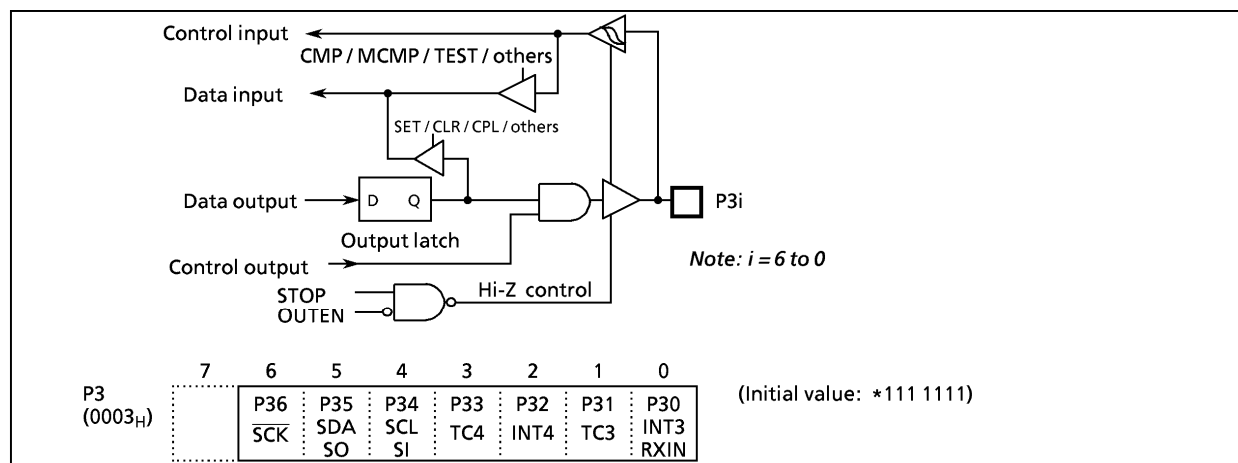 Control input
CMP / MCMP / TEST / others
Data input
SET / CLR / CPL / others
Data output
D Q
P3i
Output latch
Note: i = 6 to 0
Control output
Hi-Z control
STOP
OUTEN
7 6 5 4 3 2 1 0
P3
(0003H)
P36 P35 P34 P33 P32 P31 P30
SCK SDA SCL TC4 INT4 TC3 INT3
SO SI RXIN
(Initial value: *111 1111)